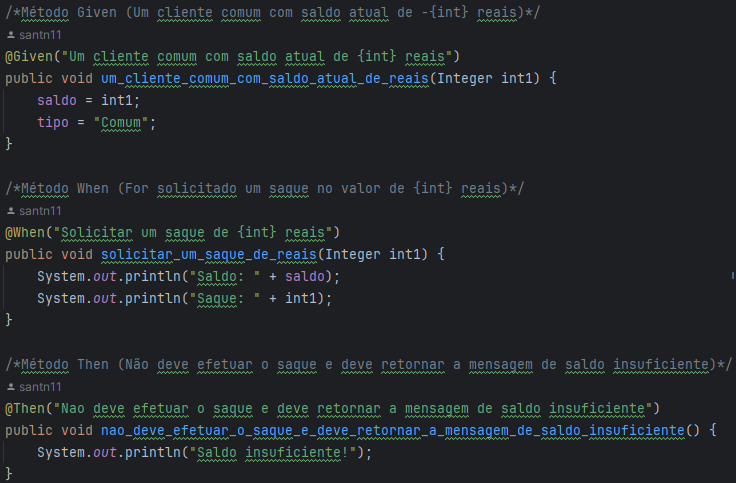 /*Método Given (Um cliente comum com saldo atual de -{int} reais)*/
santn11
@Given("Um cliente comum com saldo atual de {int} reais")
public void um_cliente_comum_com_saldo_atual_de_reais(Integer int1) {
saldo = int1;
tipo = "Comum";
}
/*Método When (For solicitado um saque no valor de {int} reais)*/
santn11
@When("Solicitar um saque de {int} reais")
public void solicitar_um_saque_de_reais(Integer int1) {
System.out.println("Saldo: " + saldo);
System.out.println("Saque: " + int1);
}
/*Método Then (Não deve efetuar o saque e deve retornar a mensagem de saldo insuficiente)*/
santn11
@Then("Nao deve efetuar o saque e deve retornar a mensagem de saldo insuficiente")
public void nao_deve_efetuar_o_saque_e_deve_retornar_a_mensagem_de_saldo_insuficiente() {
System.out.println("Saldo insuficiente!");
}